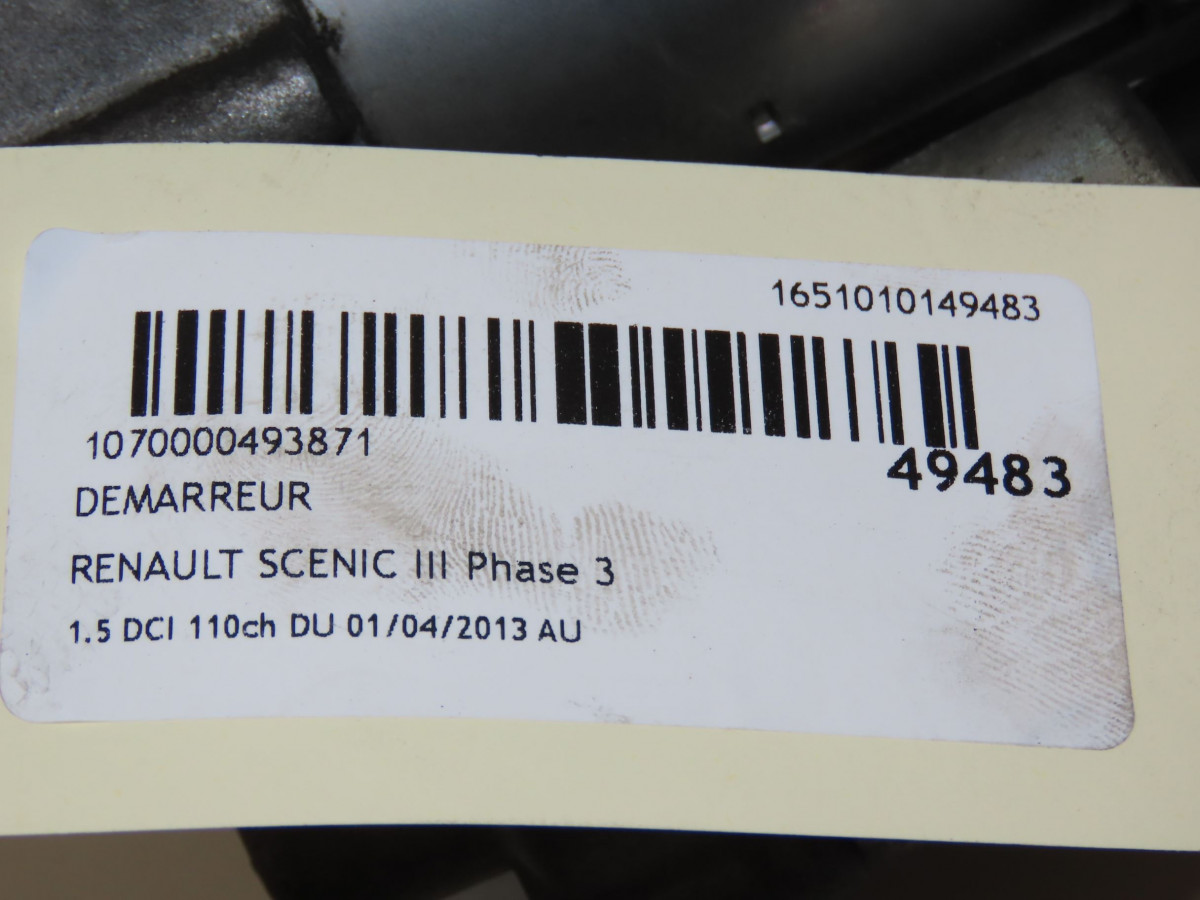 1651010149483
1070000493871
49483
DEMARREUR
RENAULT SCENIC III Phase 3
1.5 DCI 110ch DU 01/04/2013 AU